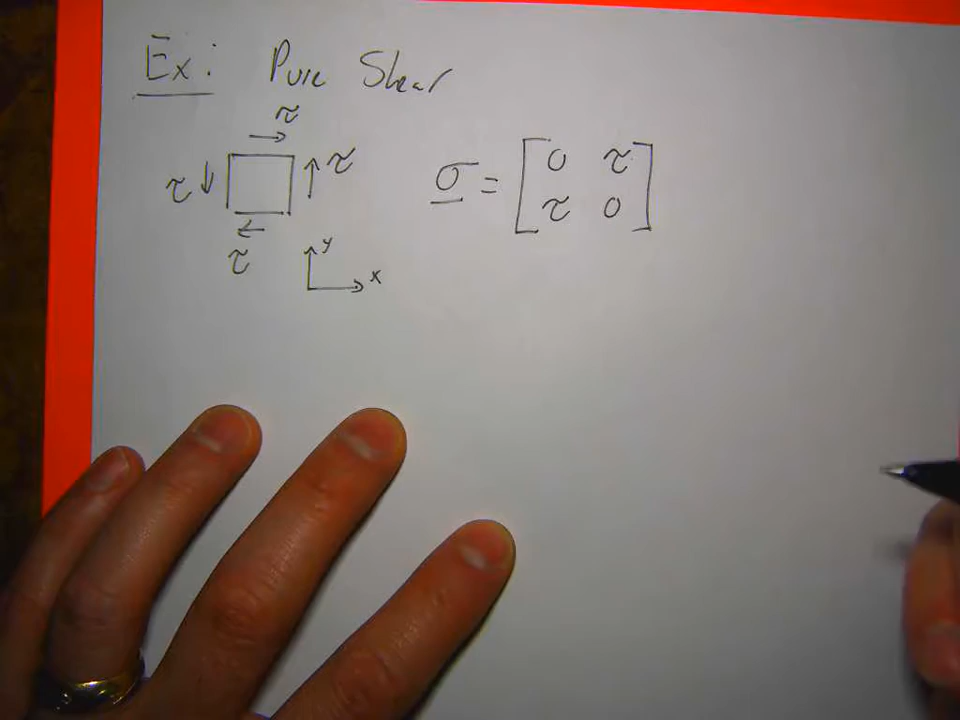 Ex: Pure Shear
τ
τ
τ
σ = [0 τ
τ 0]
τ
y
x